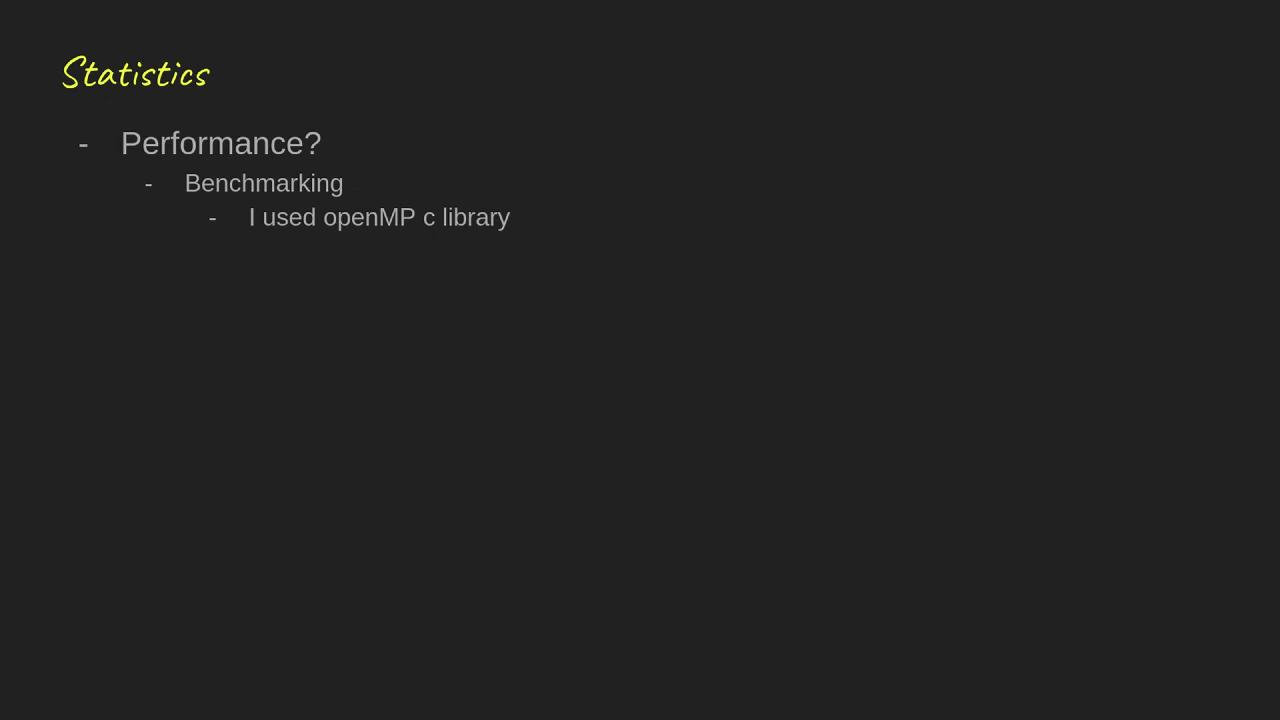 Statistics
- Performance?
- Benchmarking
- I used openMP c library